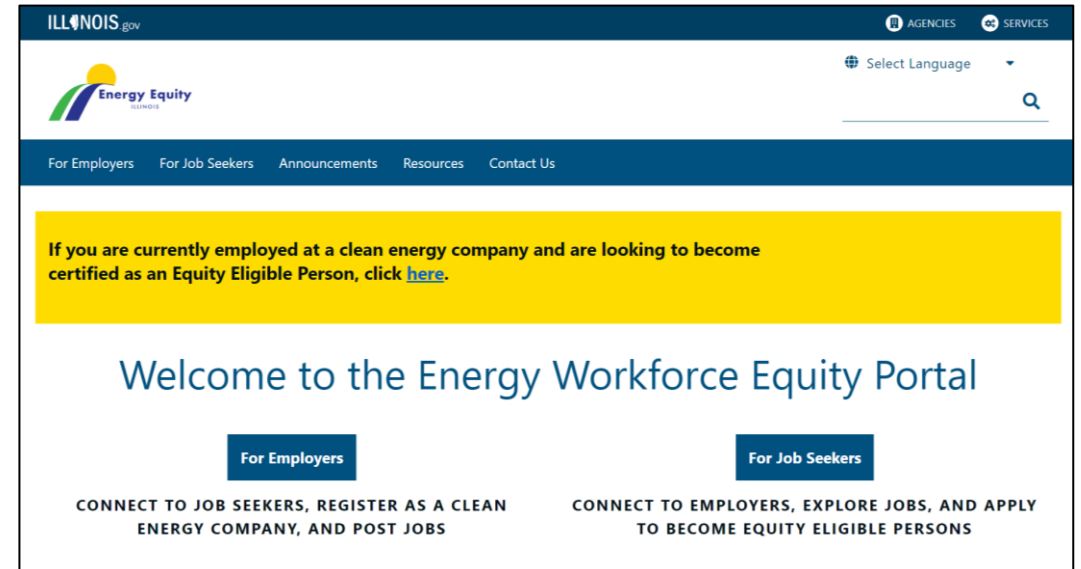 ILLINOIS.gov
AGENCIES SERVICES
Select Language
Energy Equity
ILLINOIS
For Employers For Job Seekers Announcements Resources Contact Us
If you are currently employed at a clean energy company and are looking to become
certified as an Equity Eligible Person, click here.
Welcome to the Energy Workforce Equity Portal
For Employers For Job Seekers
CONNECT TO JOB SEEKERS, REGISTER AS A CLEAN
ENERGY COMPANY, AND POST JOBS
CONNECT TO EMPLOYERS, EXPLORE JOBS, AND APPLY
TO BECOME EQUITY ELIGIBLE PERSONS